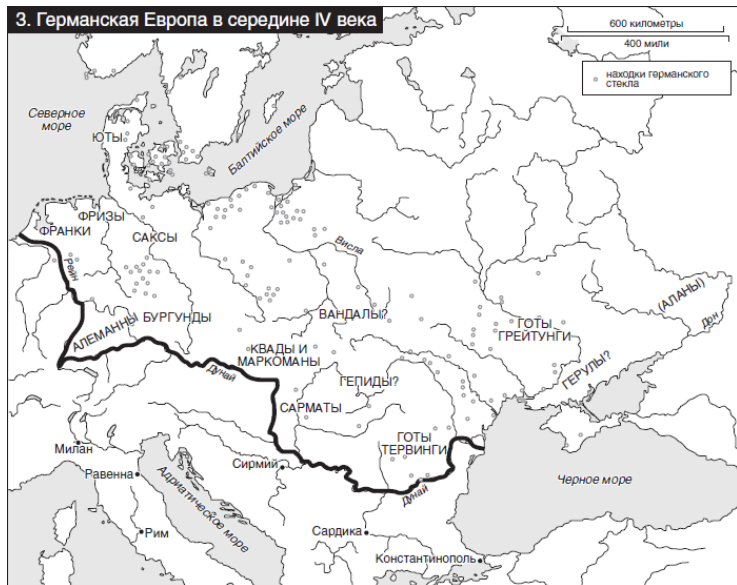 3. Германская Европа в середине IV века
600 километры
400 мили
находки германского
стекла
Северное
море
ЮТЫ
Балтийское море
ФРИЗЫ
ФРАНКИ
САКСЫ
Рейн
Висла
АЛЕМАННЫ
БУРГУНДЫ
ВАНДАЛЫ?
ГОТЫ
ГРЕЙТУНГИ
(АЛАНЫ)
Дон
КВАДЫ И
МАРКОМАНЫ
Дунай
ГЕПИДЫ?
ГЕРУЛЫ?
САРМАТЫ
ГОТЫ
ТЕРВИНГИ
Милан
Сирмий
Равенна
Адриатическое море
Дунай
Черное море
Рим
Сардика
Константинополь